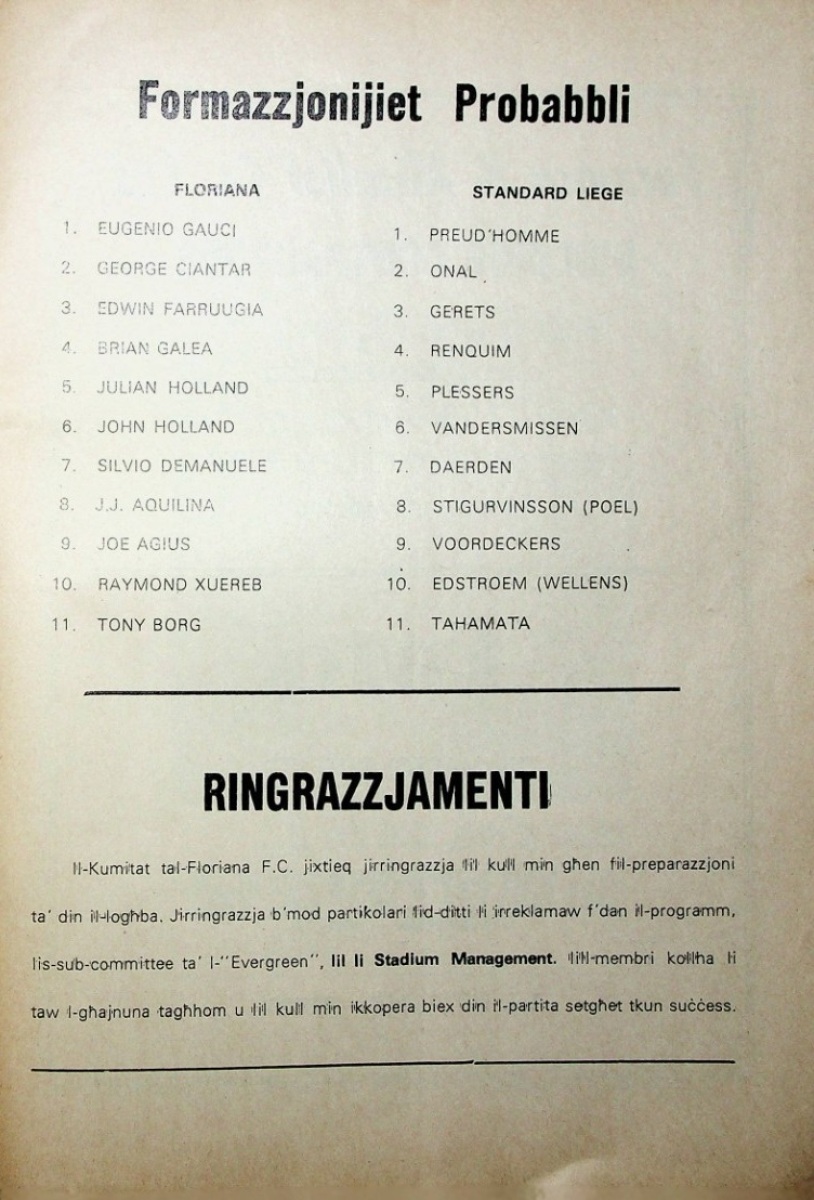 Formazzjonijiet Probabbli
FLORIANA
1. EUGENIO GAUCI
2. GEORGE CIANTAR
3. EDWIN FARRUUGIA
4. BRIAN GALEA
5. JULIAN HOLLAND
6. JOHN HOLLAND
7. SILVIO DEMANUELE
8. J.J. AQUILINA
9. JOE AGIUS
10. RAYMOND XUEREB
11. TONY BORG
STANDARD LIEGE
1. PREUD'HOMME
2. ONAL
3. GERETS
4. RENQUIM
5. PLESSERS
6. VANDERSMISSEN
7. DAERDEN
8. STIGURVINSSON (POEL)
9. VOORDECKERS
10. EDSTROEM (WELLENS)
11. TAHAMATA
RINGRAZZJAMENTI
Il-Kumitat tal-Floriana F.C. jixtieq jirringrazzja lil kull min għen fil-preparazzjoni
ta' din il-logħba. Jirringrazzja b'mod partikolari lid-ditti li irreklamaw f'dan il-programm,
lis-sub-committee ta' l-"Evergreen", lil li Stadium Management. lill-membri kollha li
taw l-għajnuna tagħhom u lil kull min ikkopera biex din il-partita setgħet tkun suċċess.